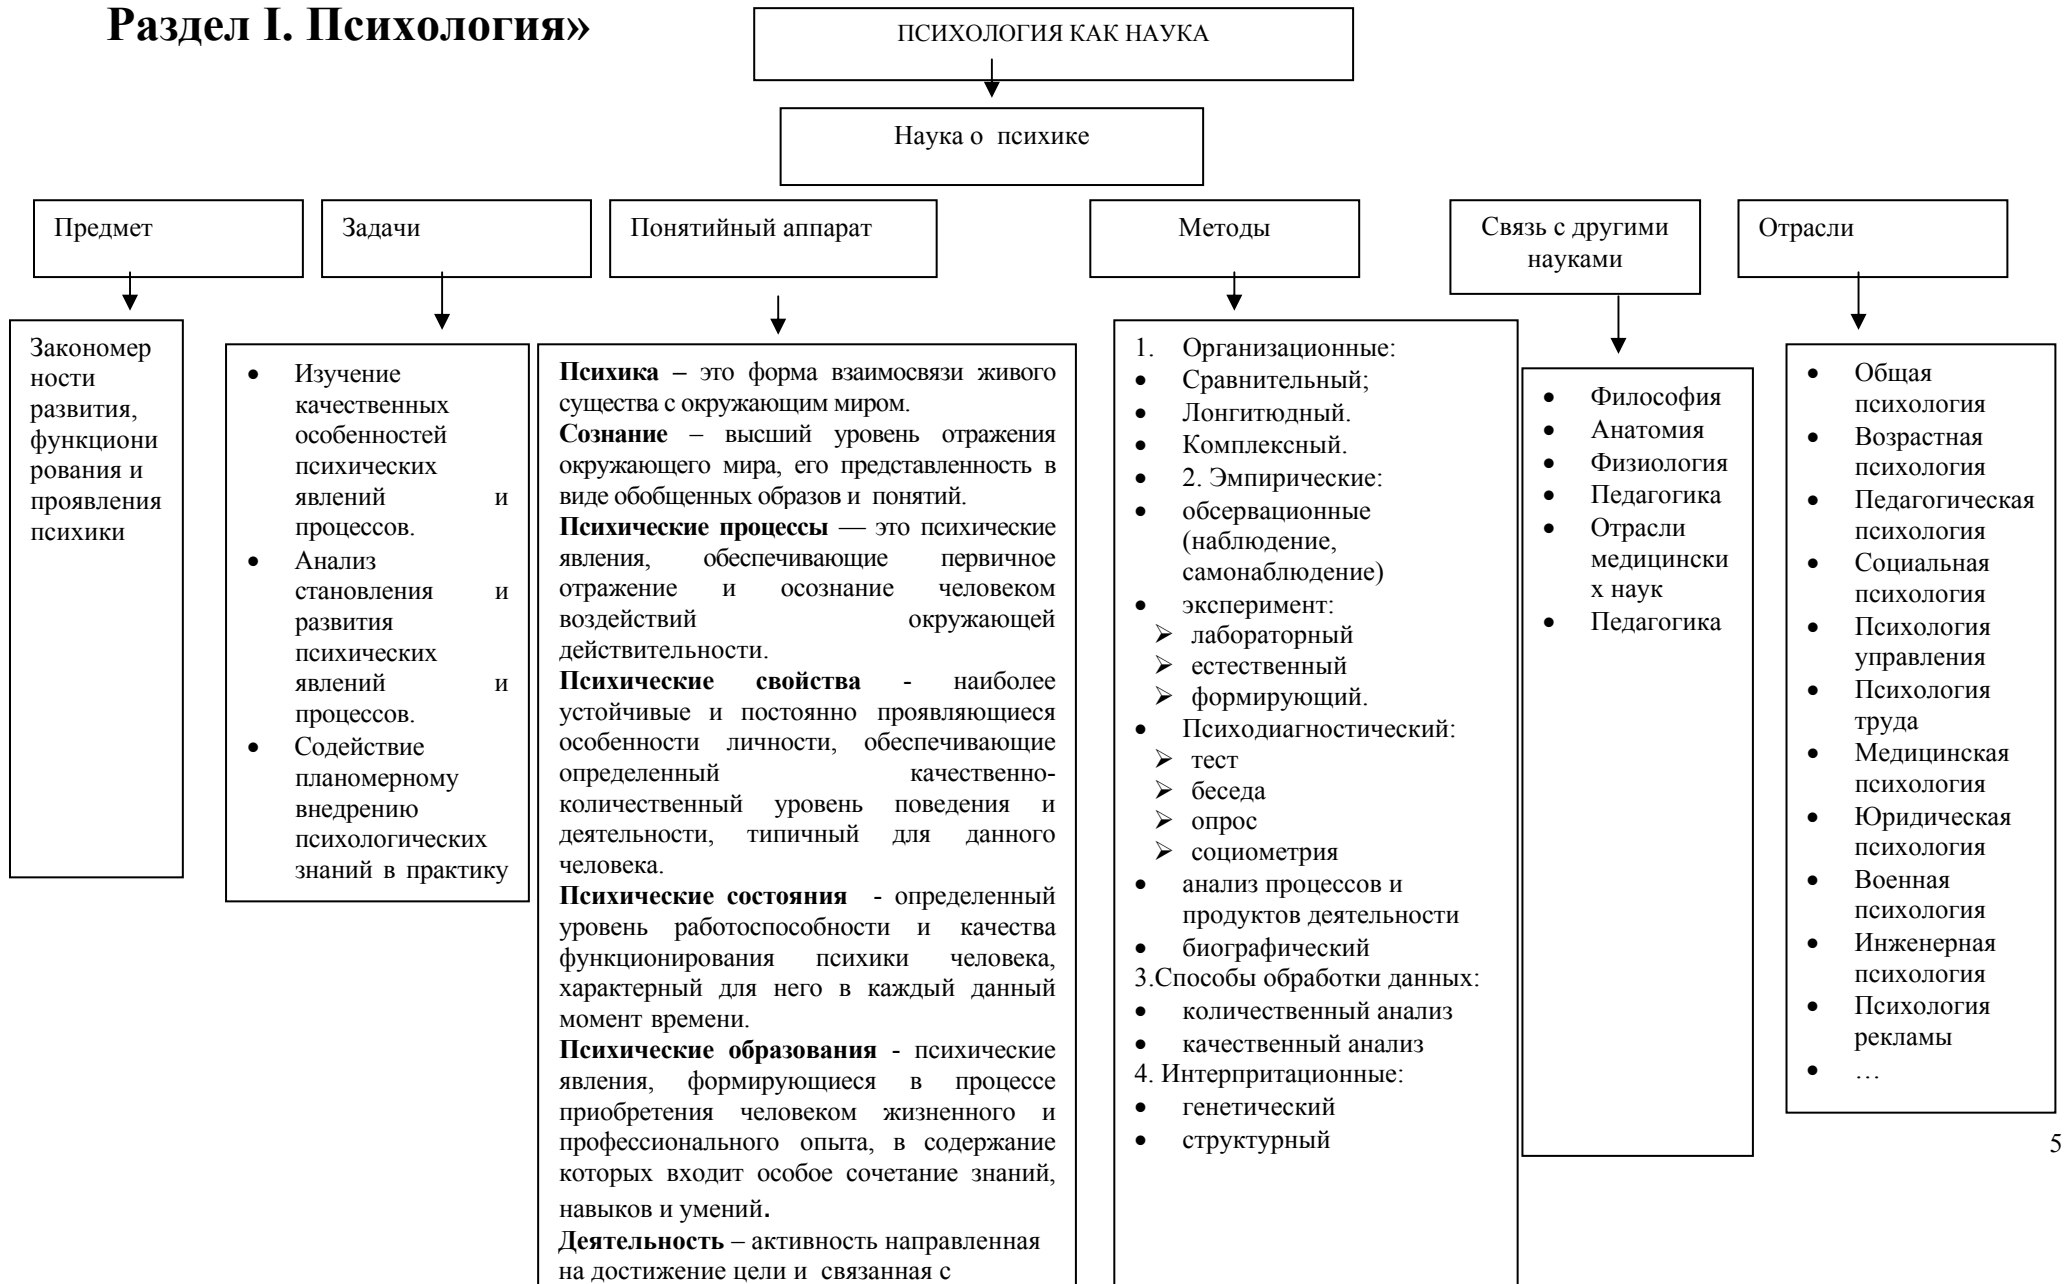 Раздел I. Психология»
ПСИХОЛОГИЯ КАК НАУКА
Наука о психике
Предмет
Задачи
Понятийный аппарат
Методы
Связь с другими
науками
Отрасли
Закономер
ности
развития,
функциони
рования и
проявления
психики
• Изучение
качественных
особенностей
психических
явлений и
процессов.
• Анализ
становления и
развития
психических
явлений и
процессов.
• Содействие
планомерному
внедрению
психологических
знаний в практику
Психика – это форма взаимосвязи живого
существа с окружающим миром.
Сознание – высший уровень отражения
окружающего мира, его представленность в
виде обобщенных образов и понятий.
Психические процессы — это психические
явления, обеспечивающие первичное
отражение и осознание человеком
воздействий окружающей
действительности.
Психические свойства - наиболее
устойчивые и постоянно проявляющиеся
особенности личности, обеспечивающие
определенный качественно-
количественный уровень поведения и
деятельности, типичный для данного
человека.
Психические состояния - определенный
уровень работоспособности и качества
функционирования психики человека,
характерный для него в каждый данный
момент времени.
Психические образования - психические
явления, формирующиеся в процессе
приобретения человеком жизненного и
профессионального опыта, в содержание
которых входит особое сочетание знаний,
навыков и умений.
Деятельность – активность направленная
на достижение цели и связанная с
1. Организационные:
• Сравнительный;
• Лонгитюдный.
• Комплексный.
• 2. Эмпирические:
• обсервационные
(наблюдение,
самонаблюдение)
• эксперимент:
➢ лабораторный
➢ естественный
➢ формирующий.
• Психодиагностический:
➢ тест
➢ беседа
➢ опрос
➢ социометрия
• анализ процессов и
продуктов деятельности
• биографический
3.Способы обработки данных:
• количественный анализ
• качественный анализ
4. Интерпритационные:
• генетический
• структурный
• Философия
• Анатомия
• Физиология
• Педагогика
• Отрасли
медицински
х наук
• Педагогика
• Общая
психология
• Возрастная
психология
• Педагогическая
психология
• Социальная
психология
• Психология
управления
• Психология
труда
• Медицинская
психология
• Юридическая
психология
• Военная
психология
• Инженерная
психология
• Психология
рекламы
• …
5